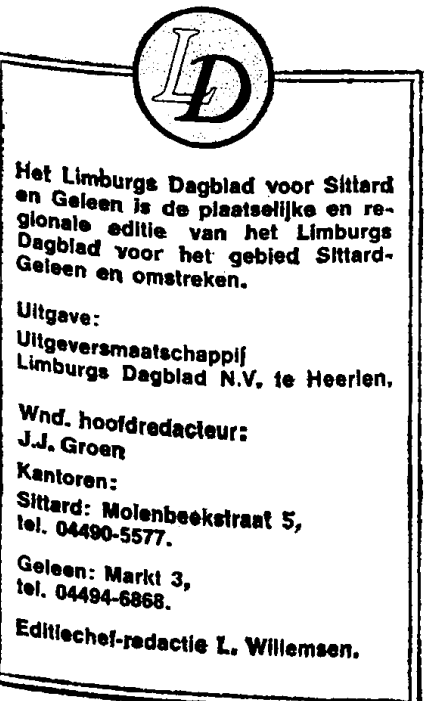 LD
Het Limburgs Dagblad voor Sittard
en Geleen is de plaatselijke en re-
gionale editie van het Limburgs
Dagblad voor het gebied Sittard-
Geleen en omstreken.
Uitgave:
Uitgeversmaatschappij
Limburgs Dagblad N.V. te Heerlen.
Wnd. hoofdredacteur:
J.J. Groen
Kantoren:
Sittard: Molenbeekstraat 5,
tel. 04490-5577.
Geleen: Markt 3,
tel. 04494-6868.
Editiechef-redactie L. Willemsen.